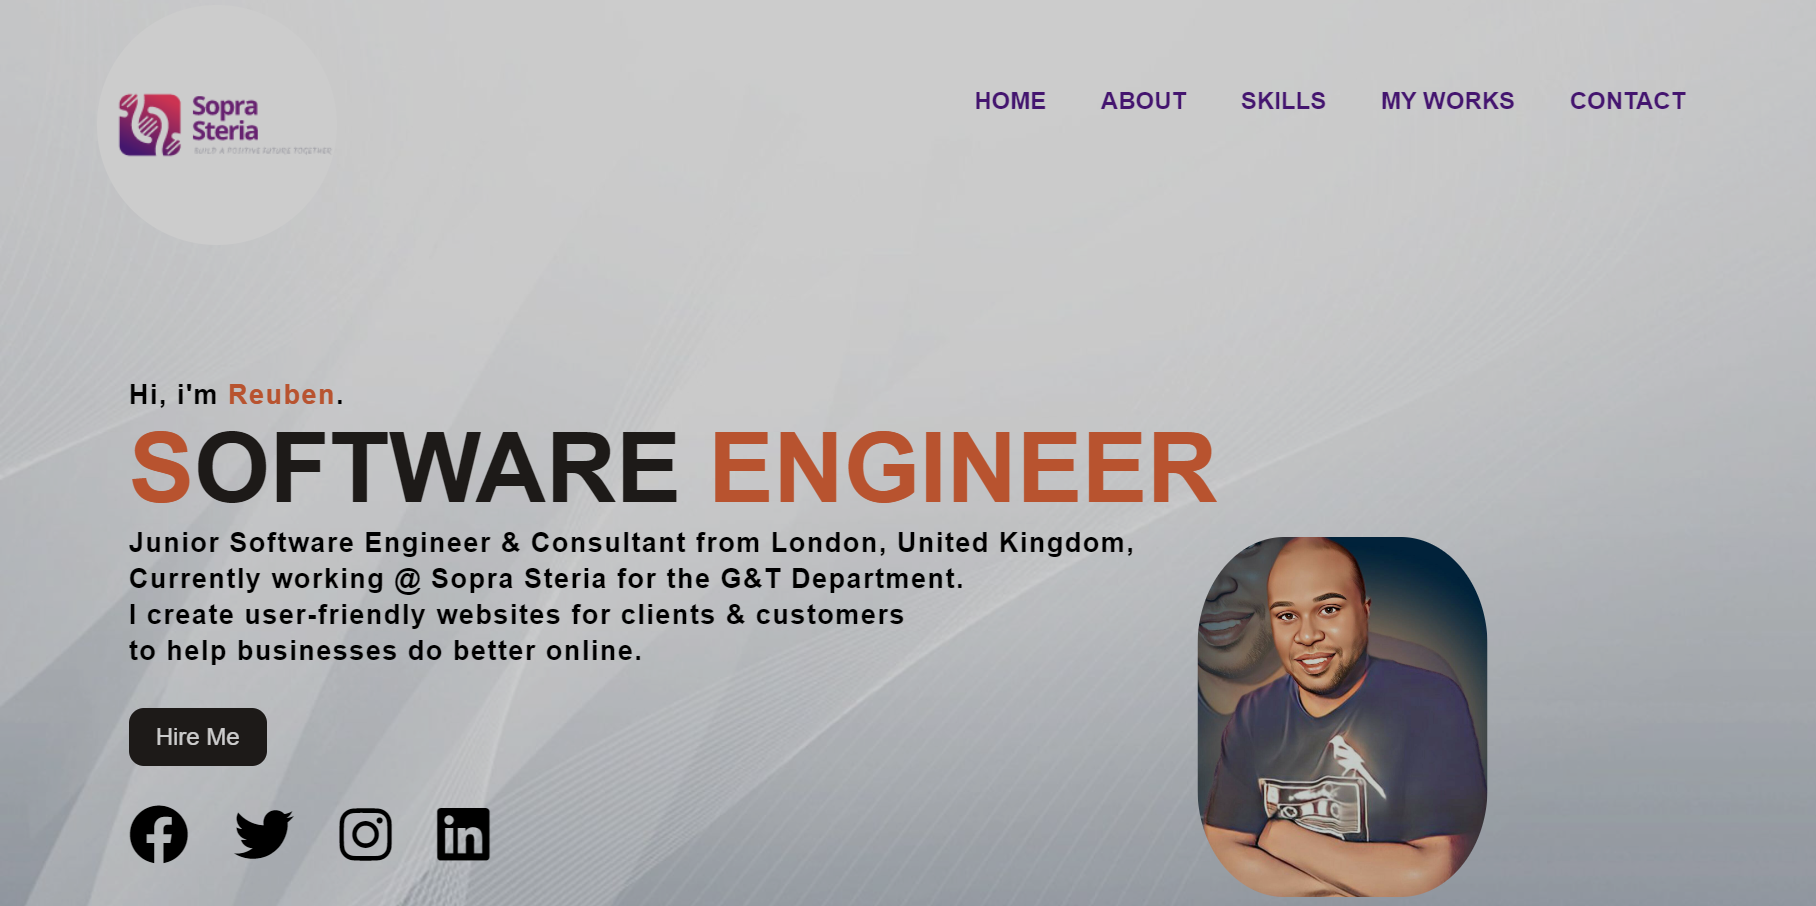 Sopra
Steria
BUILD A POSITIVE FUTURE TOGETHER
HOME
ABOUT
SKILLS
MY WORKS
CONTACT
Hi, i'm Reuben.
SOFTWARE ENGINEER
Junior Software Engineer & Consultant from London, United Kingdom,
Currently working @ Sopra Steria for the G&T Department.
I create user-friendly websites for clients & customers
to help businesses do better online.
Hire Me